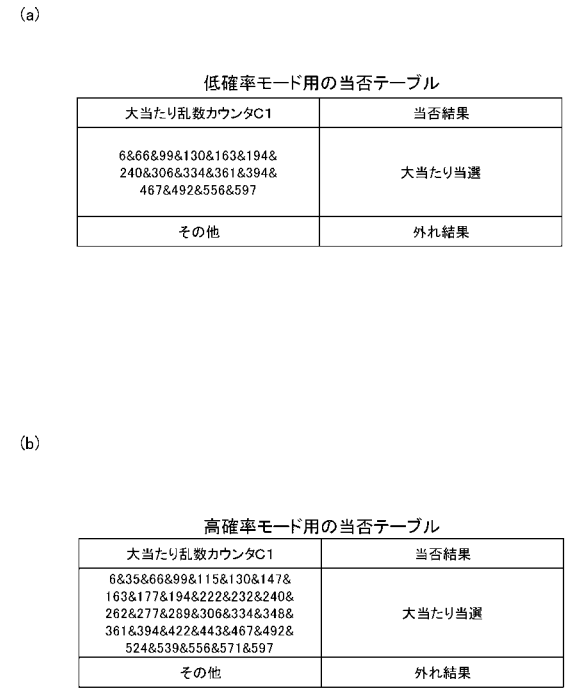 (a)
低確率モード用の当否テーブル
大当たり乱数カウンタC1 当否結果
6&66&99&130&163&194&
240&306&334&361&394&
467&492&556&597
大当たり当選
その他 外れ結果
(b)
高確率モード用の当否テーブル
大当たり乱数カウンタC1 当否結果
6&35&66&99&115&130&147&
163&177&194&222&232&240&
262&277&289&306&334&348&
361&394&422&443&467&492&
524&539&556&571&597
大当たり当選
その他 外れ結果